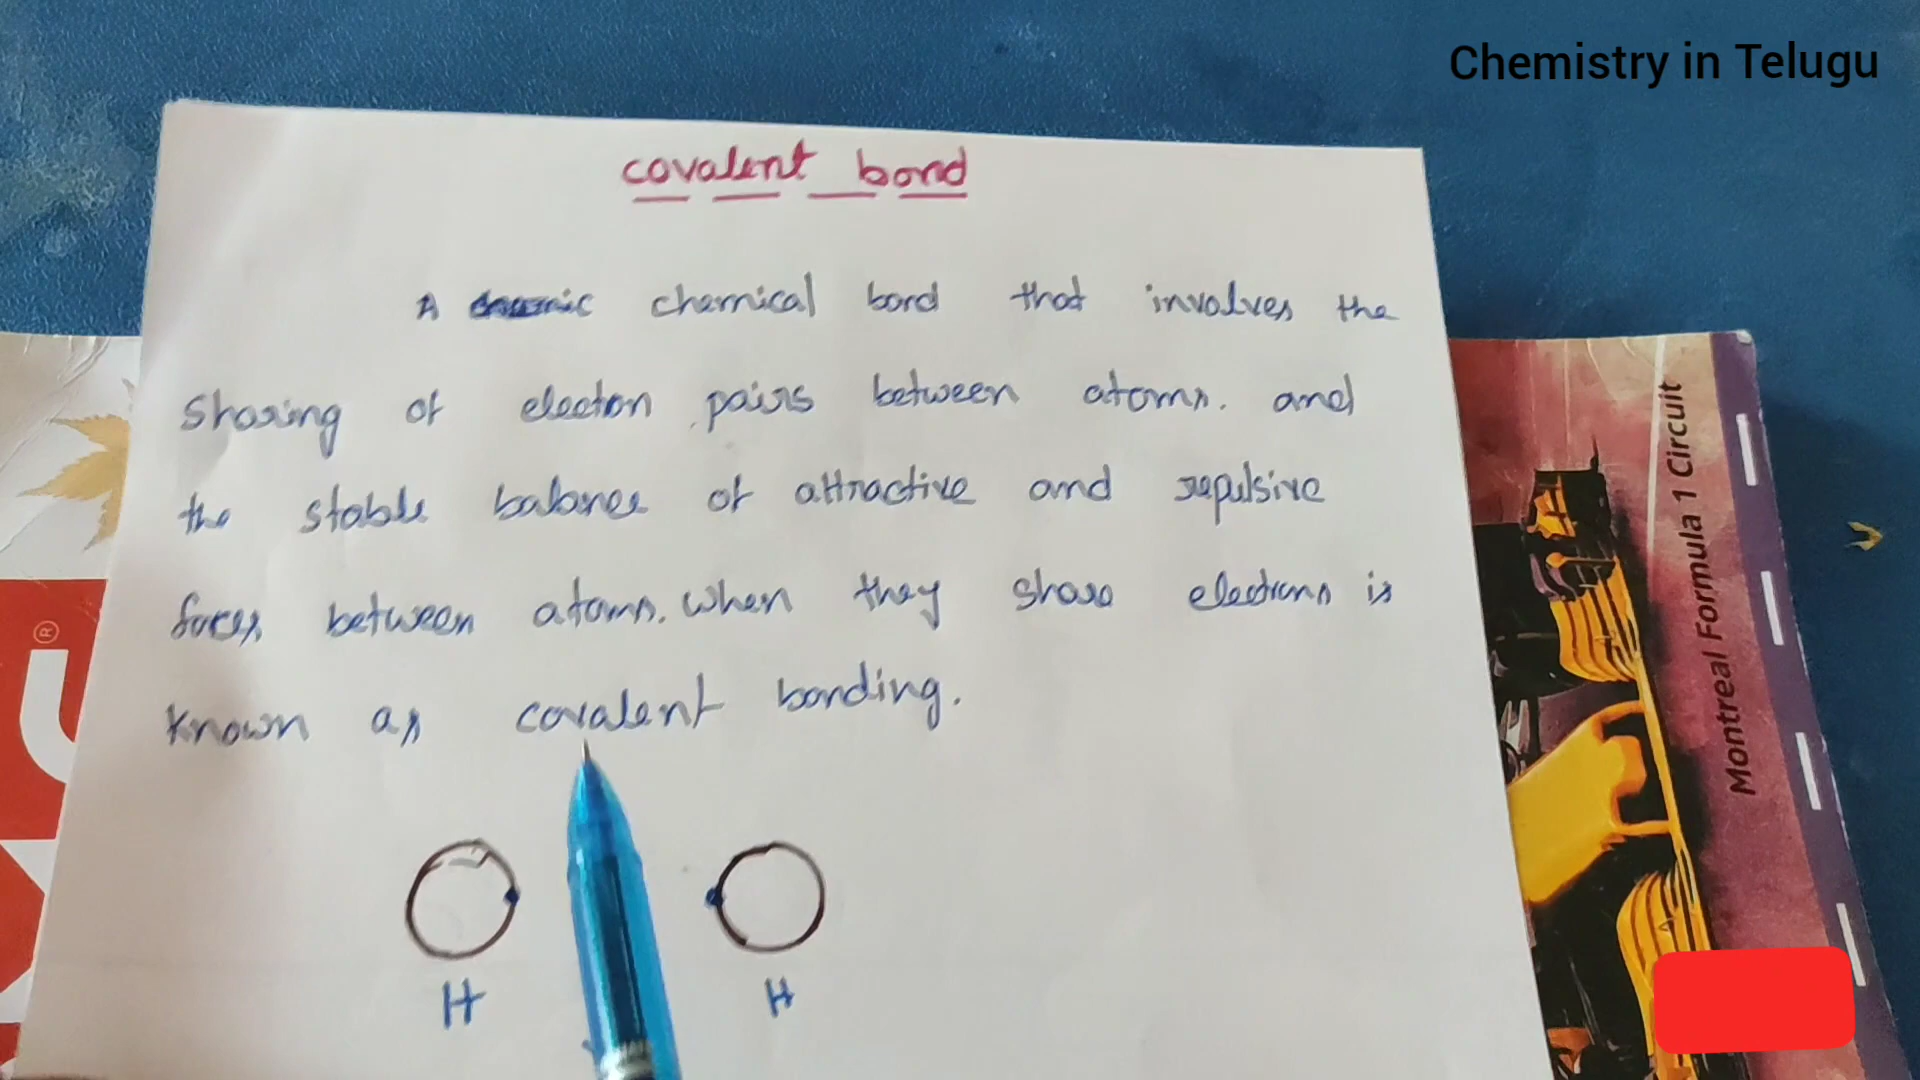 Chemistry in Telugu
covalent bond
A chemical bond that involves the
sharing of electron pairs between atoms. and
the stable balance of attractive and repulsive
forces between atoms. when they share electrons is
known as covalent bonding.
H H
Montreal Formula 1 Circuit
®